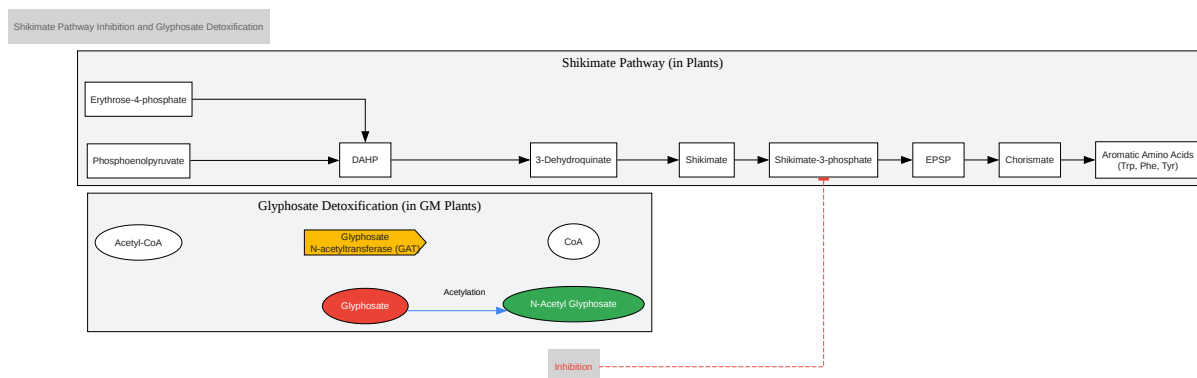 Shikimate Pathway Inhibition and Glyphosate Detoxification
Shikimate Pathway (in Plants)
Erythrose-4-phosphate
Phosphoenolpyruvate
DAHP
3-Dehydroquinate
Shikimate
Shikimate-3-phosphate
EPSP
Chorismate
Aromatic Amino Acids
(Trp, Phe, Tyr)
Glyphosate Detoxification (in GM Plants)
Acetyl-CoA
Glyphosate
N-acetyltransferase (GAT)
CoA
Glyphosate
Acetylation
N-Acetyl Glyphosate
Inhibition